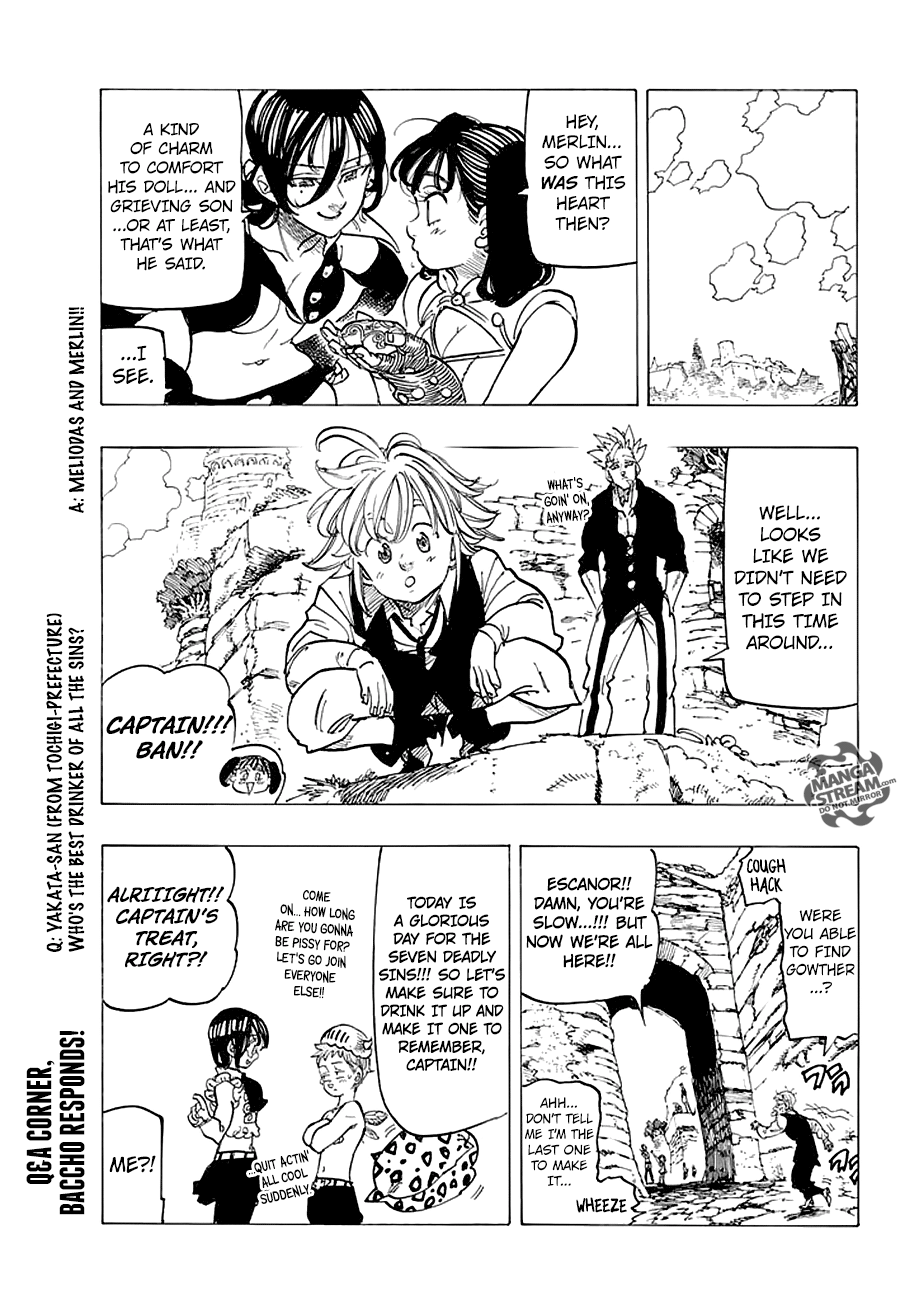 HEY,
MERLIN...
SO WHAT
WAS THIS
HEART
THEN?
A KIND
OF CHARM
TO COMFORT
HIS DOLL... AND
GRIEVING SON
...OR AT LEAST,
THAT'S WHAT
HE SAID.
...I
SEE.
WELL...
LOOKS
LIKE WE
DIDN'T NEED
TO STEP IN
THIS TIME
AROUND...
WHAT'S
GOIN' ON,
ANYWAY?
CAPTAIN!!!
BAN!!
MANGA
STREAM.com
DO NOT MIRROR
COUGH
HACK
WERE
YOU ABLE
TO FIND
GOWTHER
...?
ESCANOR!!
DAMN, YOU'RE
SLOW...!!! BUT
NOW WE'RE ALL
HERE!!
AHH...
DON'T TELL
ME I'M THE
LAST ONE
TO MAKE
IT...
WHEEZE
TODAY IS
A GLORIOUS
DAY FOR THE
SEVEN DEADLY
SINS!!! SO LET'S
MAKE SURE TO
DRINK IT UP AND
MAKE IT ONE TO
REMEMBER,
CAPTAIN!!
COME
ON... HOW LONG
ARE YOU GONNA
BE PISSY FOR?
LET'S GO JOIN
EVERYONE
ELSE!!
ALRIIIGHT!!
CAPTAIN'S
TREAT,
RIGHT?!
...QUIT ACTIN'
ALL COOL
SUDDENLY.
ME?!
Q&A CORNER,
BACCHO RESPONDS!
Q: YAKATA-SAN (FROM TOCHIGI-PREFECTURE)
WHO'S THE BEST DRINKER OF ALL THE SINS?
A: MELIODAS AND MERLIN!!